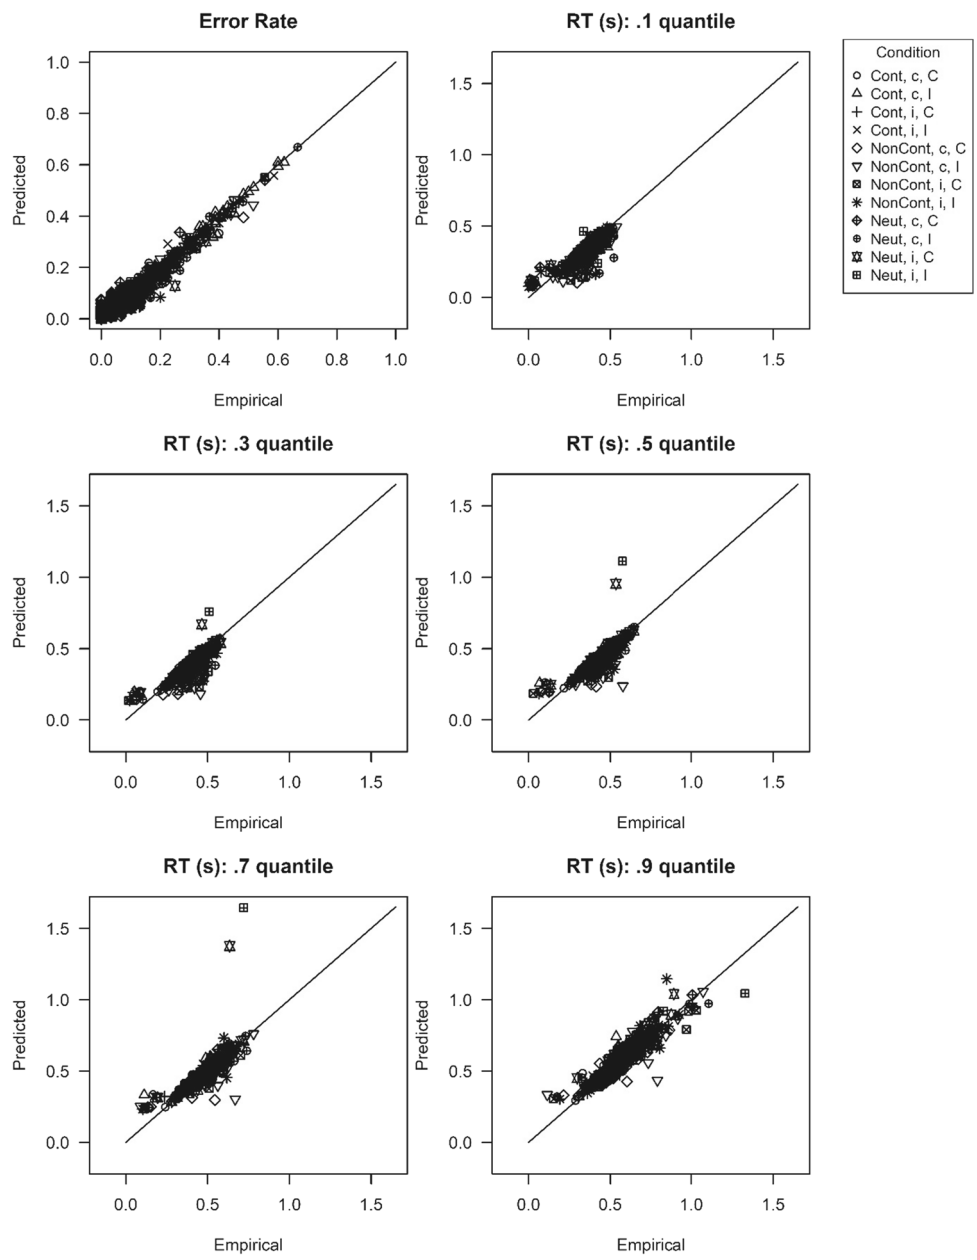 Error Rate
Predicted
1.0
0.8
0.6
0.4
0.2
0.0
0.0 0.2 0.4 0.6 0.8 1.0
Empirical
RT (s): .1 quantile
Predicted
1.5
1.0
0.5
0.0
0.0 0.5 1.0 1.5
Empirical
Condition
Cont, c, C
Cont, c, I
Cont, i, C
Cont, i, I
NonCont, c, C
NonCont, c, I
NonCont, i, C
NonCont, i, I
Neut, c, C
Neut, c, I
Neut, i, C
Neut, i, I
RT (s): .3 quantile
Predicted
1.5
1.0
0.5
0.0
0.0 0.5 1.0 1.5
Empirical
RT (s): .5 quantile
Predicted
1.5
1.0
0.5
0.0
0.0 0.5 1.0 1.5
Empirical
RT (s): .7 quantile
Predicted
1.5
1.0
0.5
0.0
0.0 0.5 1.0 1.5
Empirical
RT (s): .9 quantile
Predicted
1.5
1.0
0.5
0.0
0.0 0.5 1.0 1.5
Empirical